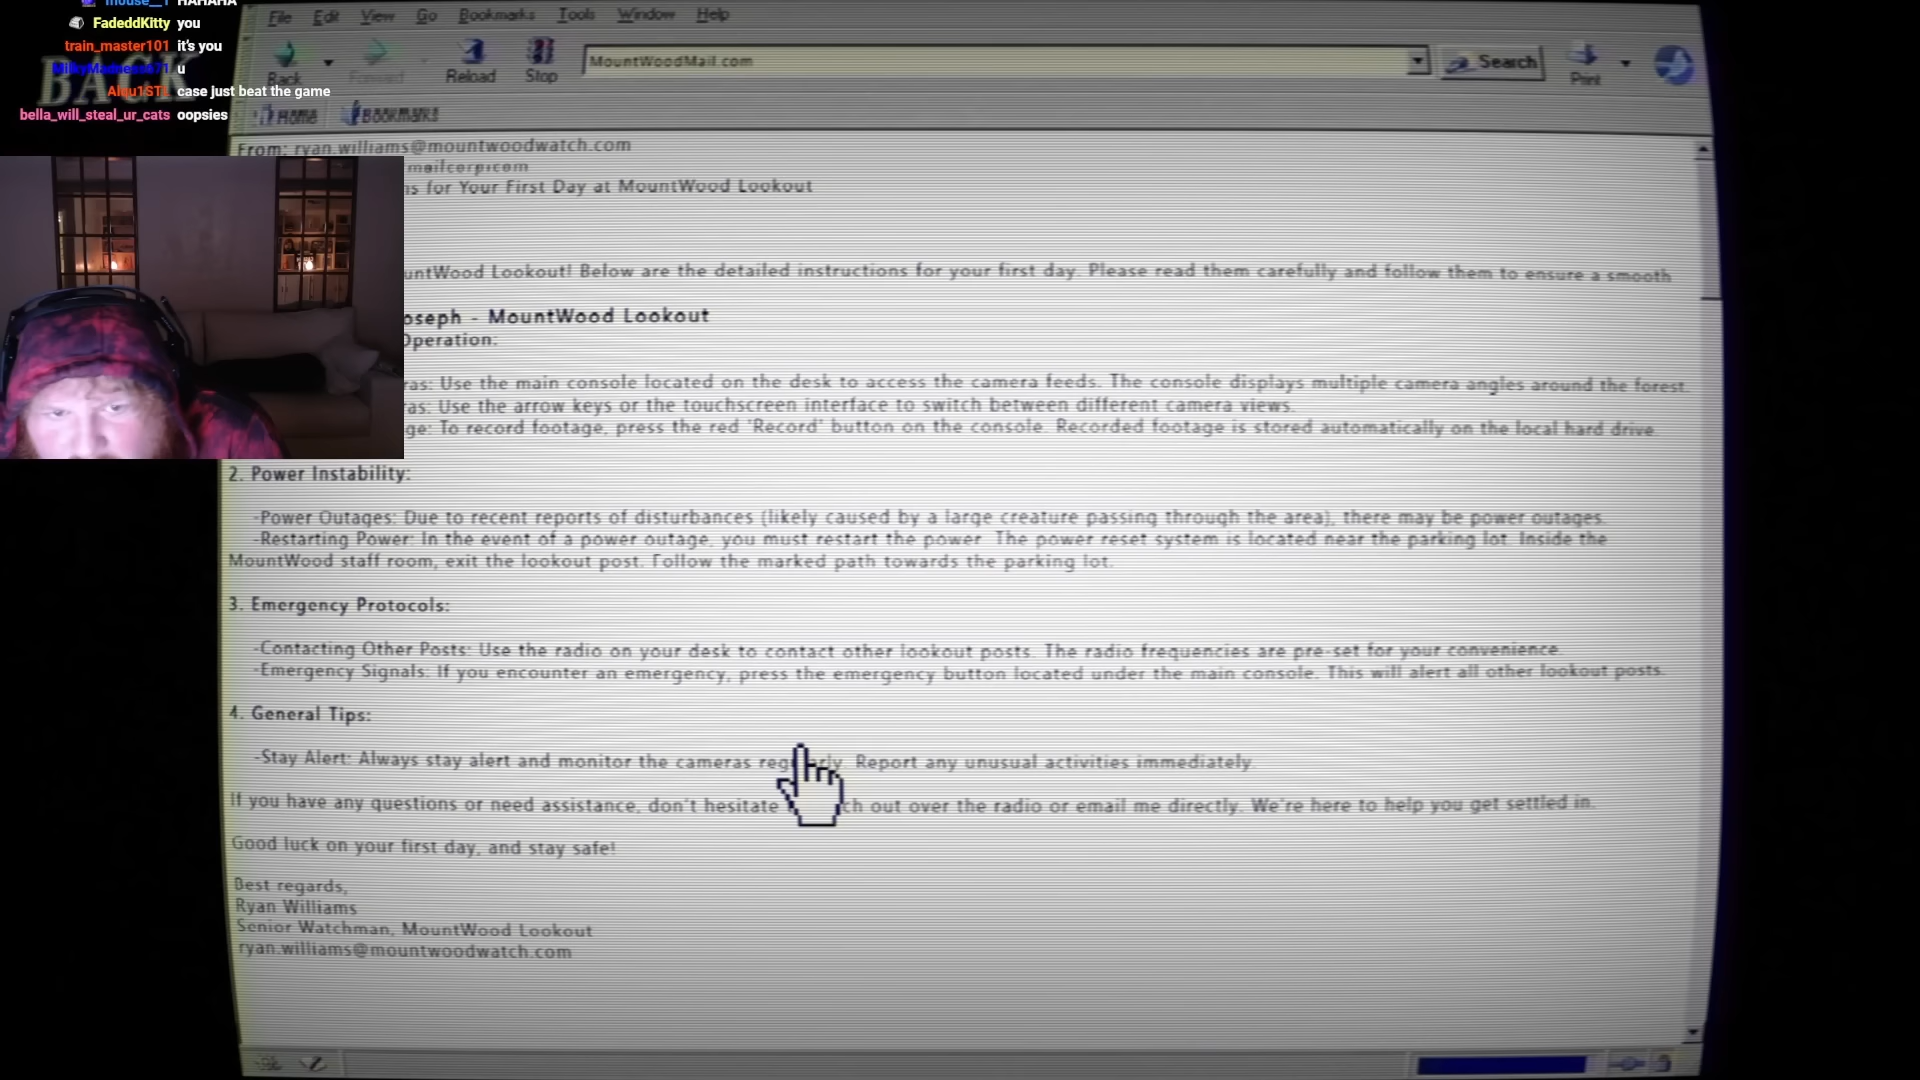 mouse__1 HAHAHA
FadeddKitty you
train_master101 it's you
MilkyMadness671 u
case just beat the game
bella_will_steal_ur_cats oopsies
BACK
File Edit View Go Bookmarks Tools Window Help
Back Forward Reload Stop MountWoodMail.com Search Print
Home Bookmarks
From: ryan.williams@mountwoodwatch.com
mailcorp.com
ns for Your First Day at MountWood Lookout
untWood Lookout! Below are the detailed instructions for your first day. Please read them carefully and follow them to ensure a smooth
oseph - MountWood Lookout
Operation:
ras: Use the main console located on the desk to access the camera feeds. The console displays multiple camera angles around the forest.
as: Use the arrow keys or the touchscreen interface to switch between different camera views.
ge: To record footage, press the red 'Record' button on the console. Recorded footage is stored automatically on the local hard drive.
2. Power Instability:
-Power Outages: Due to recent reports of disturbances (likely caused by a large creature passing through the area), there may be power outages.
-Restarting Power: In the event of a power outage, you must restart the power. The power reset system is located near the parking lot. Inside the
MountWood staff room, exit the lookout post. Follow the marked path towards the parking lot.
3. Emergency Protocols:
-Contacting Other Posts: Use the radio on your desk to contact other lookout posts. The radio frequencies are pre-set for your convenience.
-Emergency Signals: If you encounter an emergency, press the emergency button located under the main console. This will alert all other lookout posts.
4. General Tips:
-Stay Alert: Always stay alert and monitor the cameras reg rly. Report any unusual activities immediately.
If you have any questions or need assistance, don't hesitate ch out over the radio or email me directly. We're here to help you get settled in.
Good luck on your first day, and stay safe!
Best regards,
Ryan Williams
Senior Watchman, MountWood Lookout
ryan.williams@mountwoodwatch.com